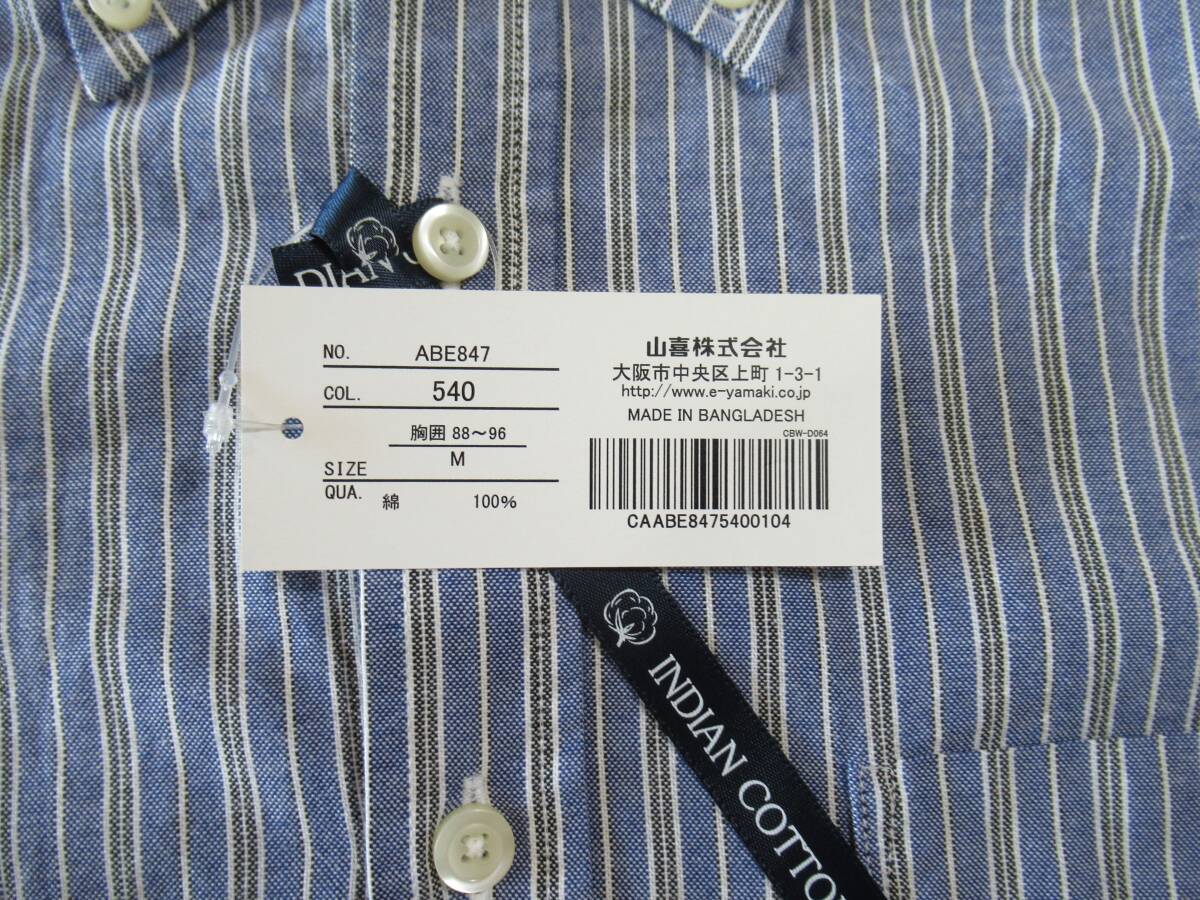 DIAN
NO. ABE847
COL. 540
胸囲 88～96
SIZE M
QUA. 綿 100%
山喜株式会社
大阪市中央区上町 1-3-1
http://www.e-yamaki.co.jp
MADE IN BANGLADESH
CBW-D064
CAABE8475400104
INDIAN COTTO